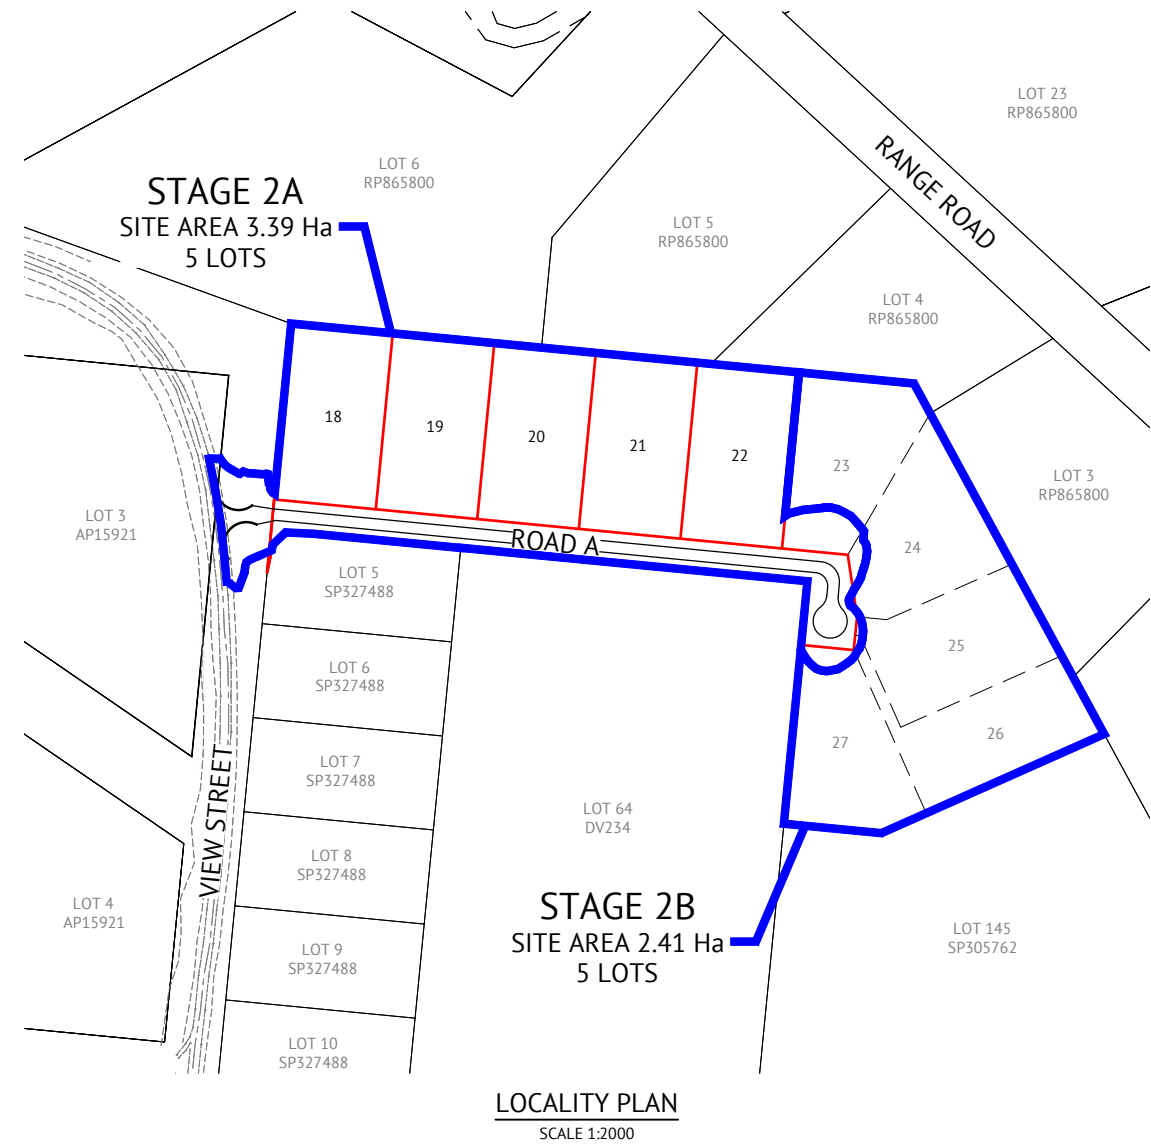 LOT 23
RP865800
RANGE ROAD
LOT 6
RP865800
STAGE 2A
SITE AREA 3.39 Ha
5 LOTS
LOT 5
RP865800
LOT 4
RP865800
18
19
20
21
22
23
LOT 3
RP865800
LOT 3
AP15921
ROAD A
24
LOT 5
SP327488
25
LOT 6
SP327488
26
27
LOT 7
SP327488
VIEW STREET
LOT 64
DV234
LOT 8
SP327488
LOT 4
AP15921
STAGE 2B
SITE AREA 2.41 Ha
5 LOTS
LOT 145
SP305762
LOT 9
SP327488
LOT 10
SP327488
LOCALITY PLAN
SCALE 1:2000